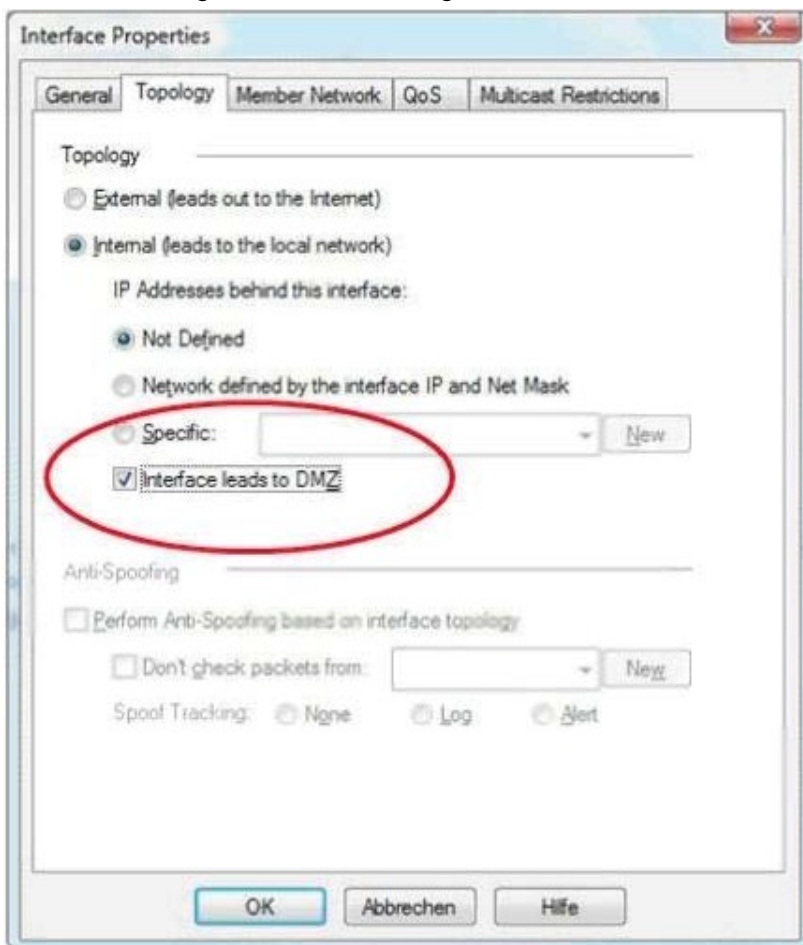 Interface Properties
General Topology Member Network QoS Multicast Restrictions
Topology
External (leads out to the Internet)
Internal (leads to the local network)
IP Addresses behind this interface:
Not Defined
Network defined by the interface IP and Net Mask
Specific: New
Interface leads to DMZ
Anti-Spoofing
Perform Anti-Spoofing based on interface topology
Don't check packets from: New
Spoof Tracking: None Log Alert
OK Abbrechen Hilfe